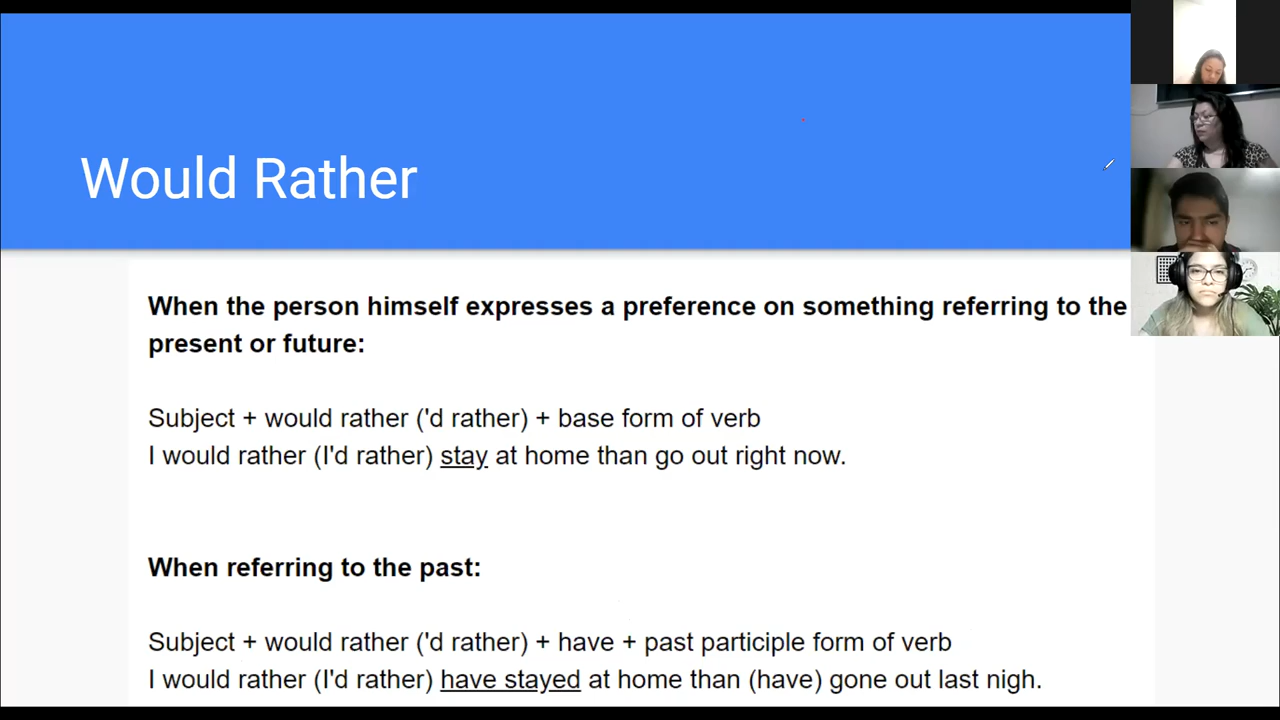 Would Rather
When the person himself expresses a preference on something referring to the
present or future:
Subject + would rather ('d rather) + base form of verb
I would rather (I'd rather) stay at home than go out right now.
When referring to the past:
Subject + would rather ('d rather) + have + past participle form of verb
I would rather (I'd rather) have stayed at home than (have) gone out last nigh.